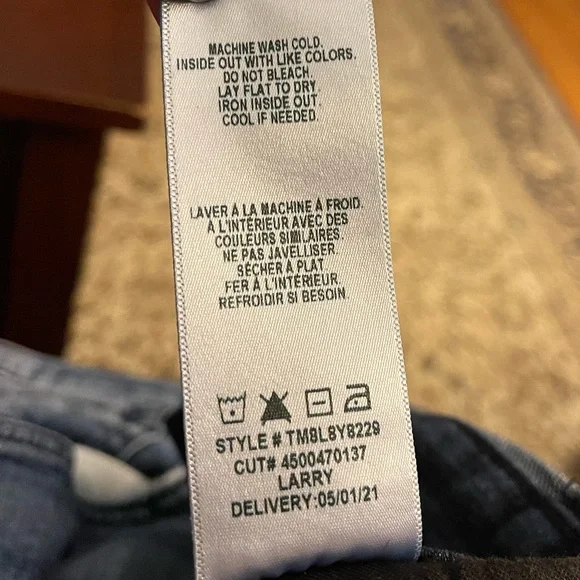 MACHINE WASH COLD.
INSIDE OUT WITH LIKE COLORS.
DO NOT BLEACH.
LAY FLAT TO DRY.
IRON INSIDE OUT.
COOL IF NEEDED.
LAVER À LA MACHINE À FROID.
À L'INTÉRIEUR AVEC DES
COULEURS SIMILAIRES.
NE PAS JAVELLISER.
SÉCHER À PLAT
FER À L'INTÉRIEUR.
REFROIDIR SI BESOIN.
STYLE # TM8L8Y8229
CUT# 4500470137
LARRY
DELIVERY:05/01/21